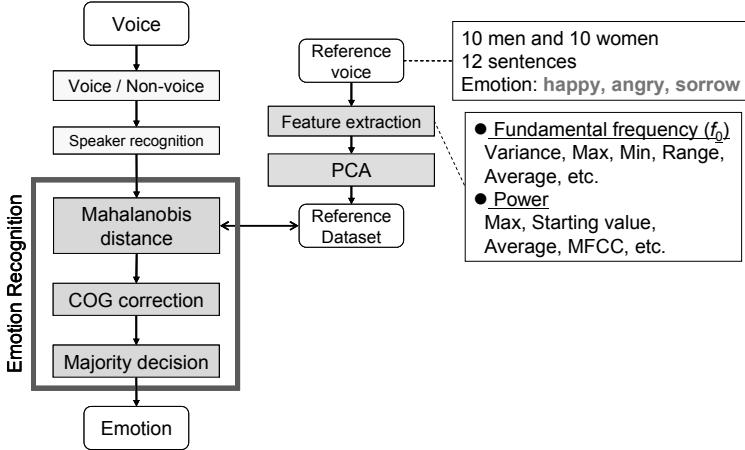 Voice
Voice / Non-voice
Speaker recognition
Emotion Recognition
Mahalanobis
distance
COG correction
Majority decision
Emotion
Reference
voice
Feature extraction
PCA
Reference
Dataset
10 men and 10 women
12 sentences
Emotion: happy, angry, sorrow
● Fundamental frequency (f0)
Variance, Max, Min, Range,
Average, etc.
● Power
Max, Starting value,
Average, MFCC, etc.